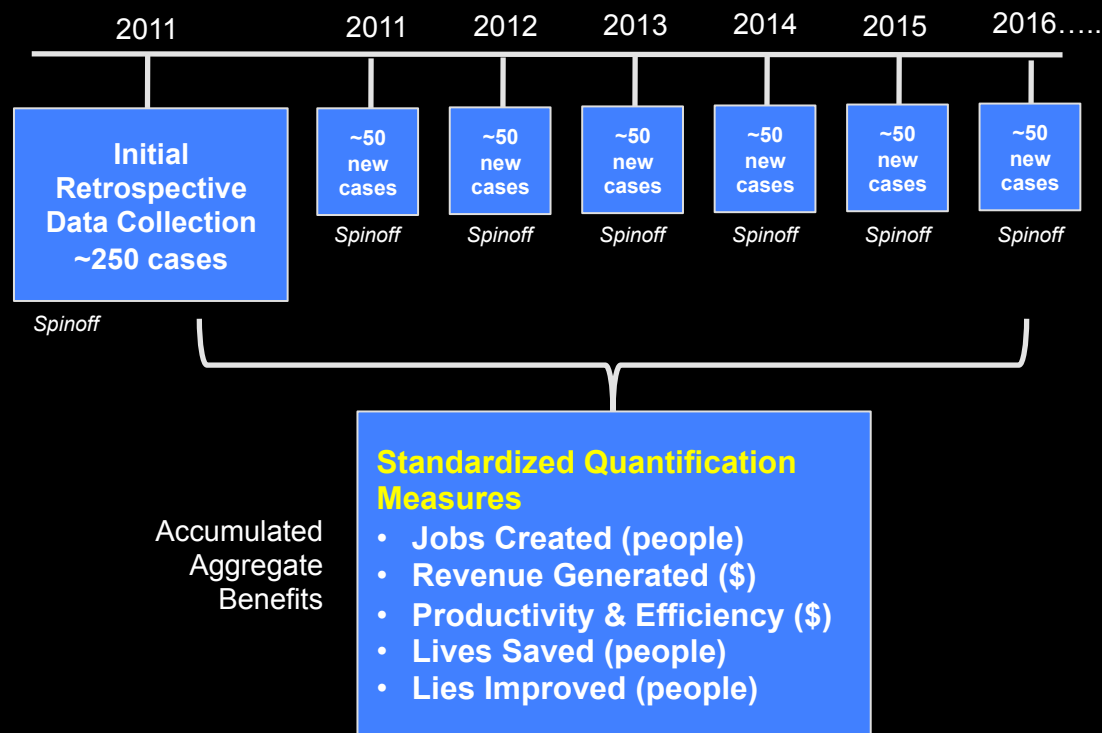 2011 2011 2012 2013 2014 2015 2016…..
Initial
Retrospective
Data Collection
~250 cases
Spinoff
~50
new
cases
Spinoff
~50
new
cases
Spinoff
~50
new
cases
Spinoff
~50
new
cases
Spinoff
~50
new
cases
Spinoff
~50
new
cases
Spinoff
Accumulated
Aggregate
Benefits
Standardized Quantification
Measures
• Jobs Created (people)
• Revenue Generated ($)
• Productivity & Efficiency ($)
• Lives Saved (people)
• Lies Improved (people)